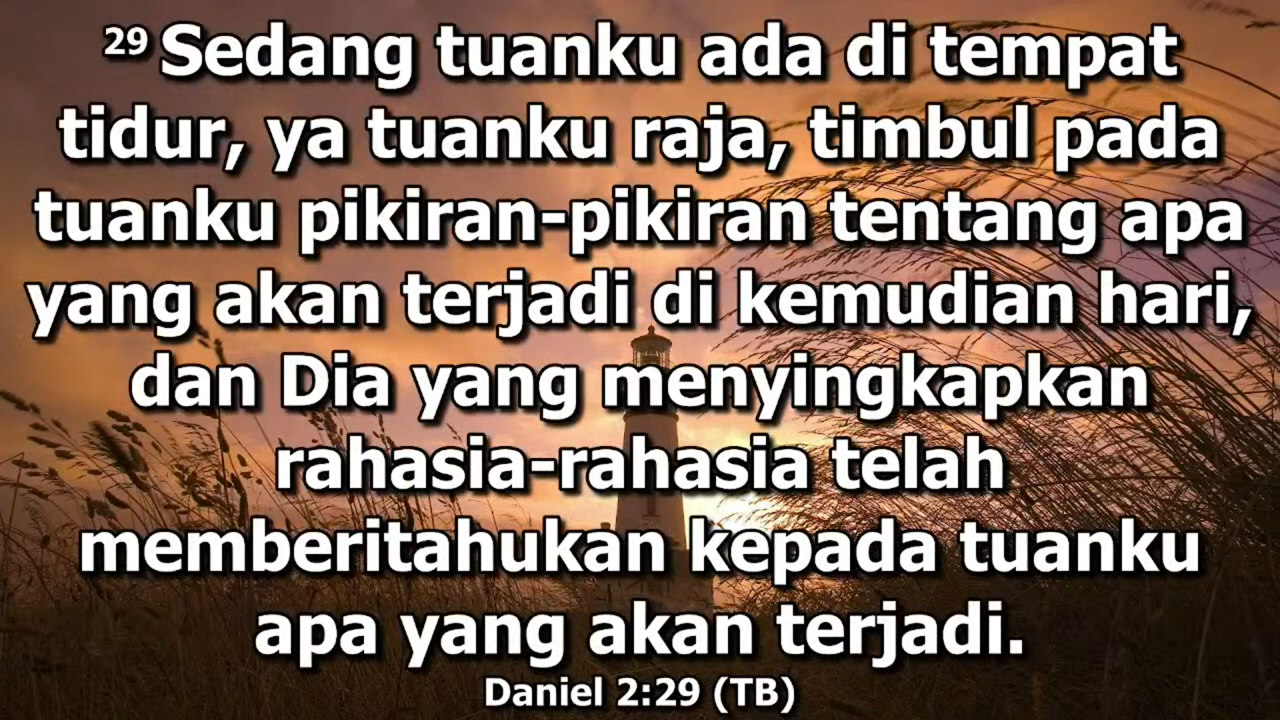 29 Sedang tuanku ada di tempat
tidur, ya tuanku raja, timbul pada
tuanku pikiran-pikiran tentang apa
yang akan terjadi di kemudian hari,
dan Dia yang menyingkapkan
rahasia-rahasia telah
memberitahukan kepada tuanku
apa yang akan terjadi.
Daniel 2:29 (TB)